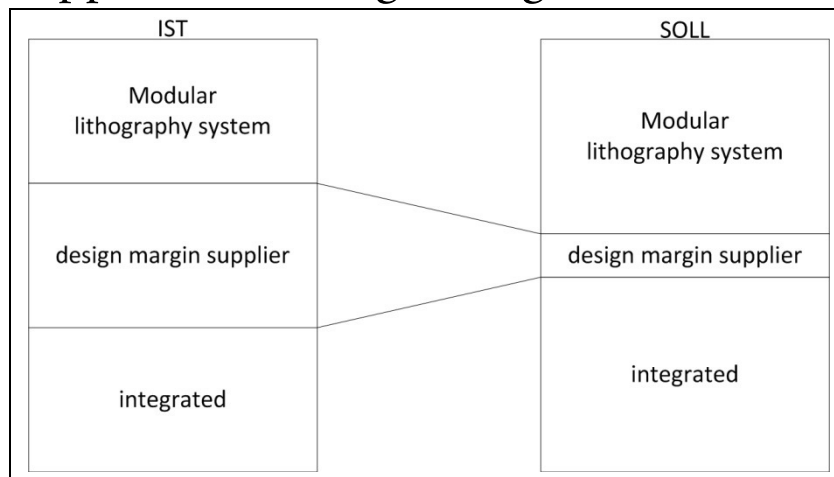 IST
SOLL
Modular
lithography system
Modular
lithography system
design margin supplier
design margin supplier
integrated
integrated